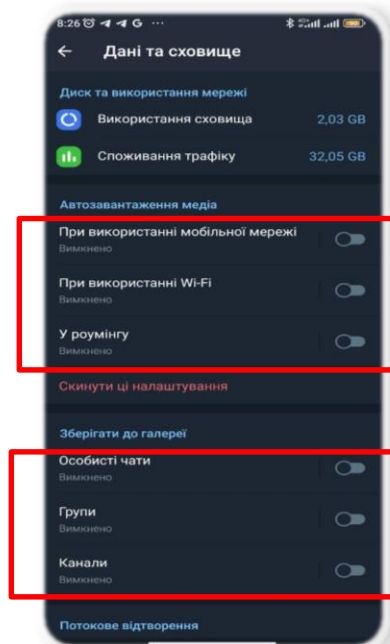 8:26
Дані та сховище
Диск та використання мережі
Використання сховища 2,03 GB
Споживання трафіку 32,05 GB
Автозавантаження медіа
При використанні мобільної мережі
Вимкнено
При використанні Wi-Fi
Вимкнено
У роумінгу
Вимкнено
Скинути ці налаштування
Зберігати до галереї
Особисті чати
Вимкнено
Групи
Вимкнено
Канали
Вимкнено
Потокове відтворення